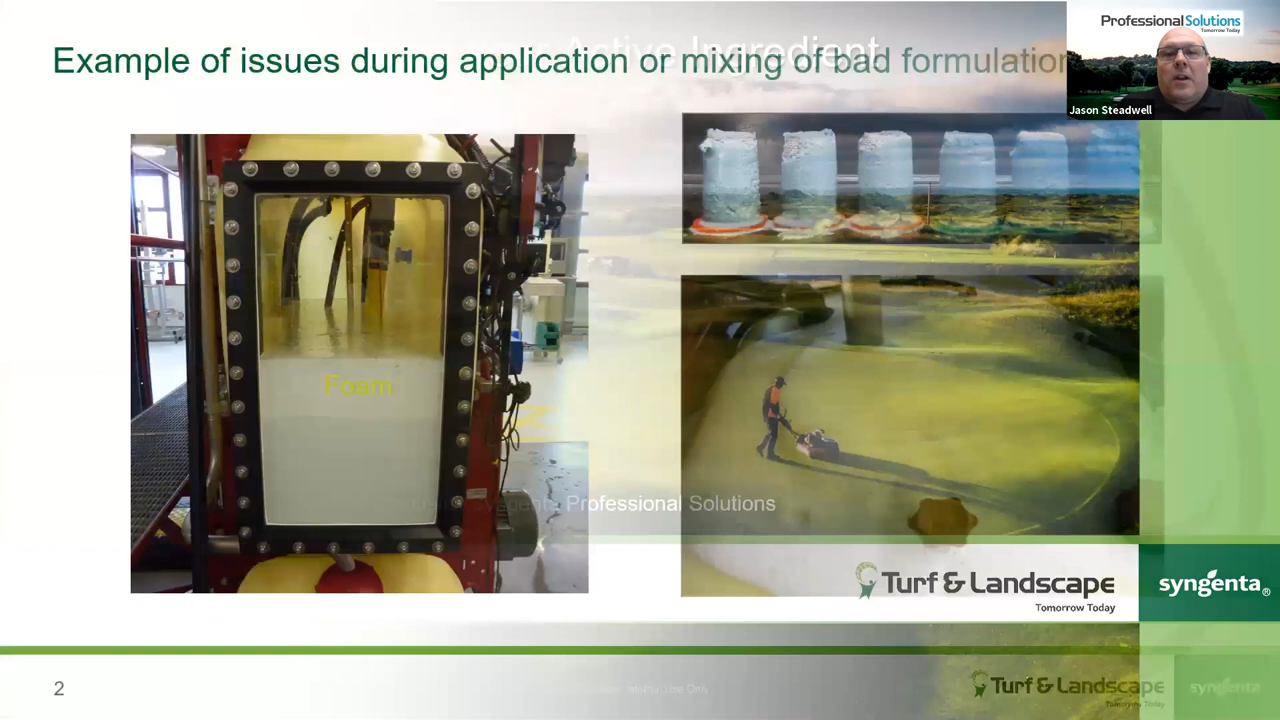 Active Ingredient
Example of issues during application or mixing of bad formulation
Professional Solutions
Tomorrow Today
Jason Steadwell
Foam
Syngenta Professional Solutions
Turf & Landscape
Tomorrow Today
syngenta®
2
Turf & Landscape
Tomorrow Today
syngenta